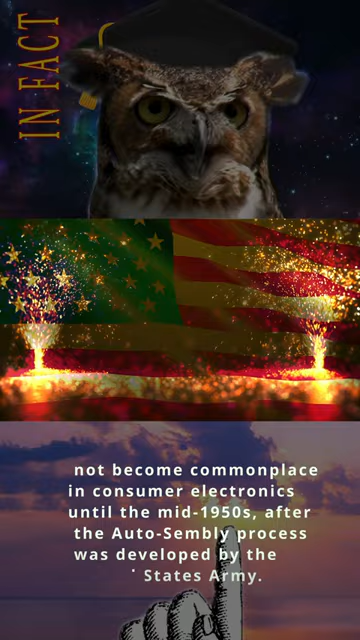 IN FACT
not become commonplace
in consumer electronics
until the mid-1950s, after
the Auto-Sembly process
was developed by the
States Army.